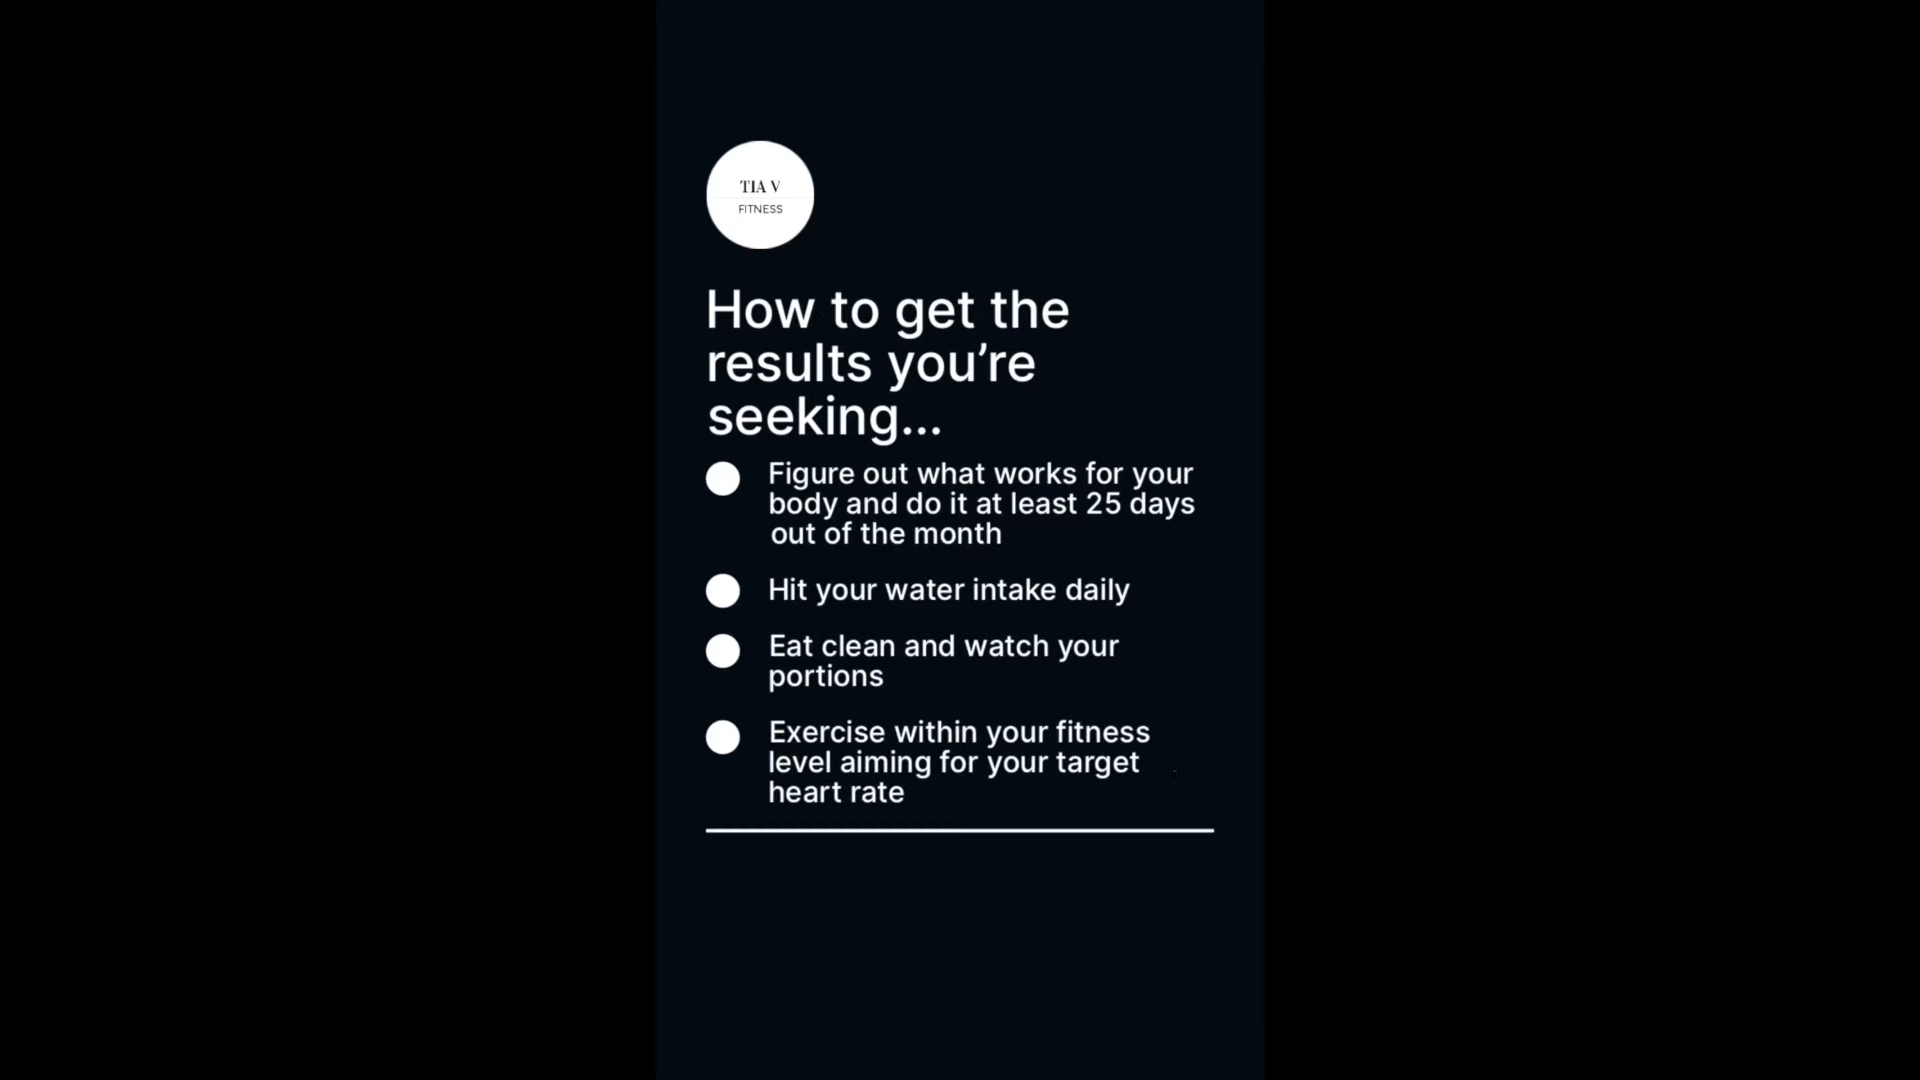 TIA V
FITNESS
How to get the
results you’re
seeking...
Figure out what works for your
body and do it at least 25 days
out of the month
Hit your water intake daily
Eat clean and watch your
portions
Exercise within your fitness
level aiming for your target
heart rate